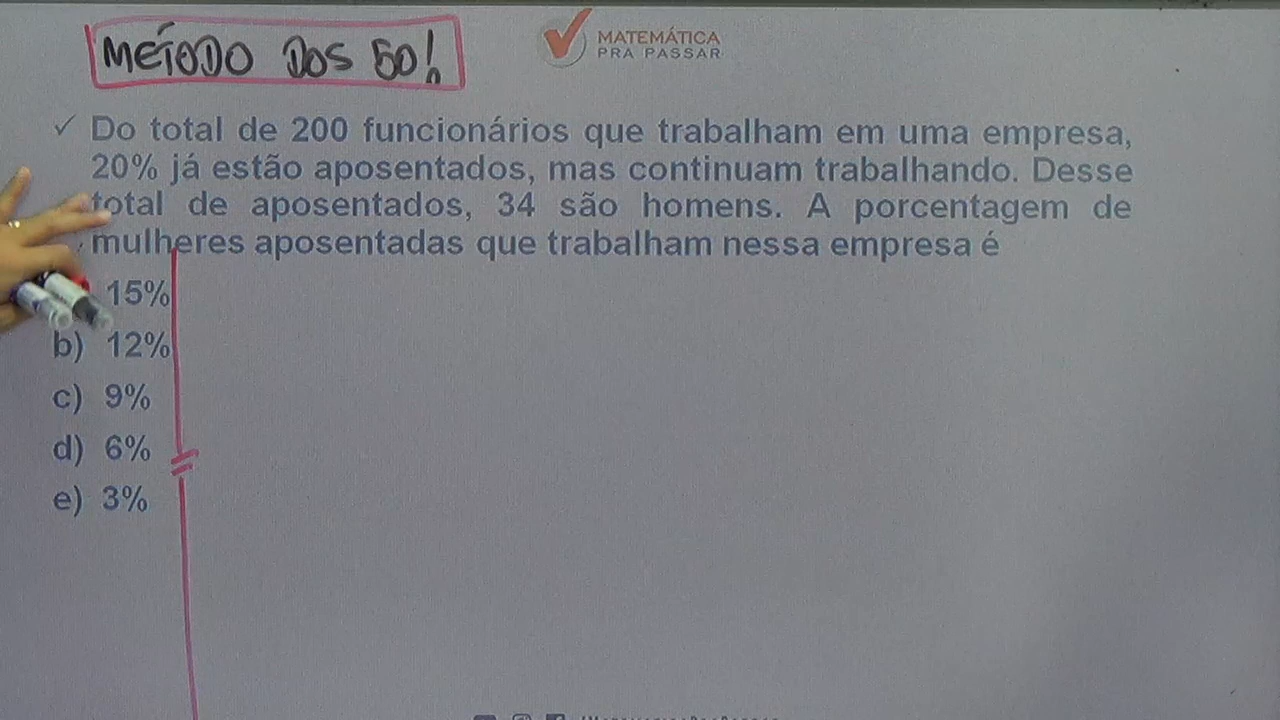 MÉTODO DOS 50!
MATEMÁTICA
PRA PASSAR
✓ Do total de 200 funcionários que trabalham em uma empresa,
20% já estão aposentados, mas continuam trabalhando. Desse
total de aposentados, 34 são homens. A porcentagem de
mulheres aposentadas que trabalham nessa empresa é
15%
b) 12%
c) 9%
d) 6%
e) 3%